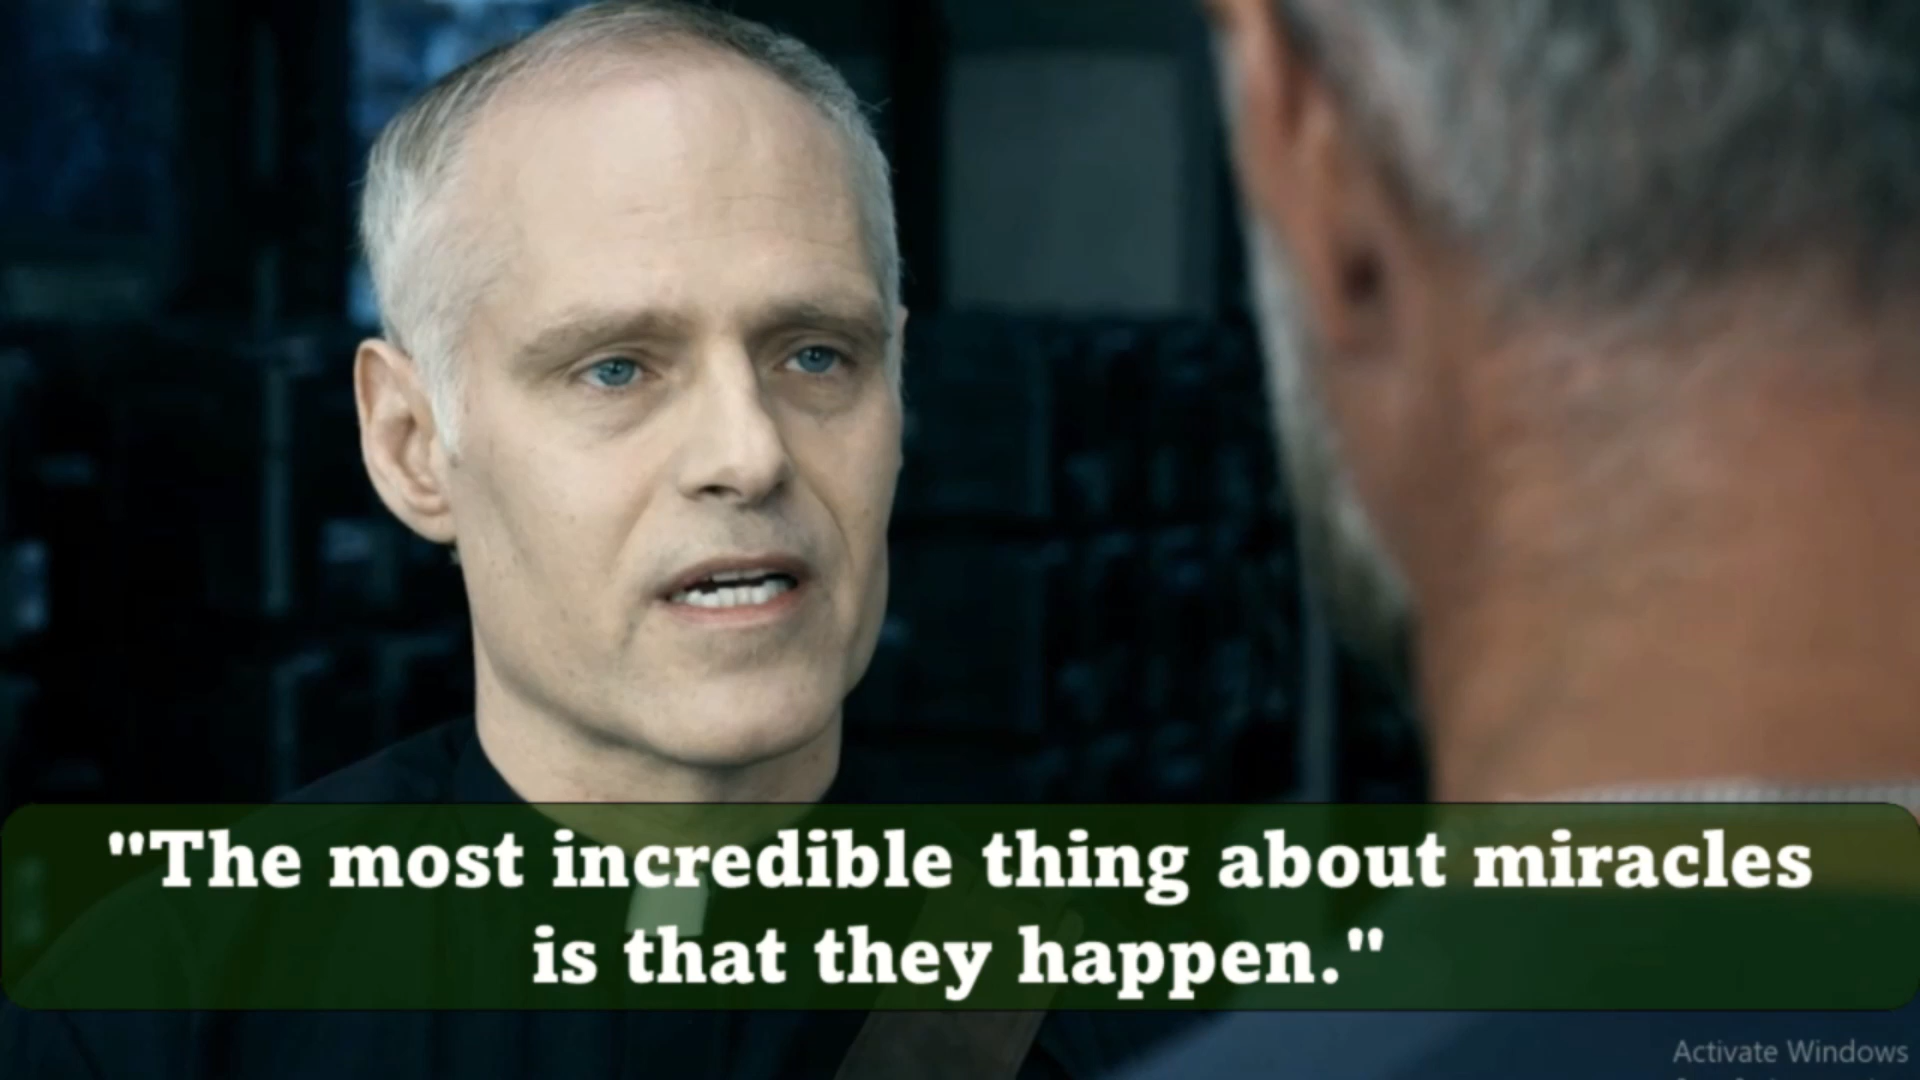 "The most incredible thing about miracles
is that they happen."
Activate Windows